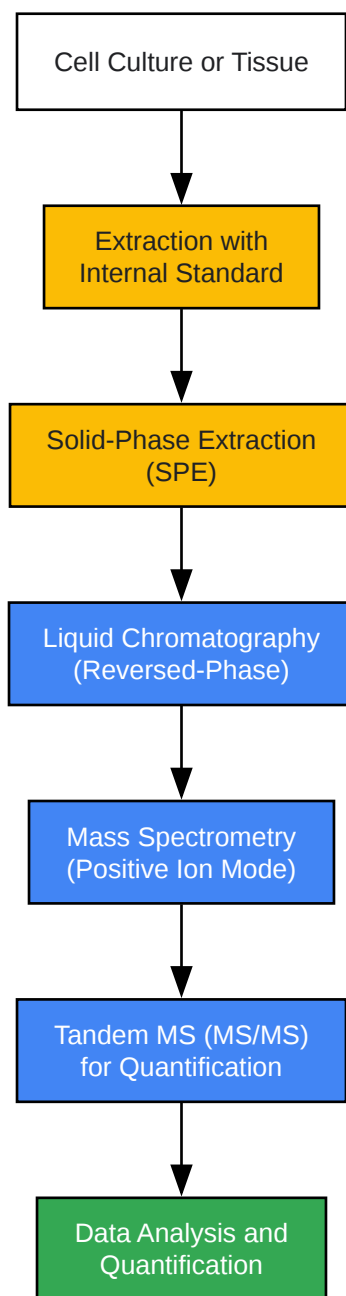 Cell Culture or Tissue
Extraction with
Internal Standard
Solid-Phase Extraction
(SPE)
Liquid Chromatography
(Reversed-Phase)
Mass Spectrometry
(Positive Ion Mode)
Tandem MS (MS/MS)
for Quantification
Data Analysis and
Quantification